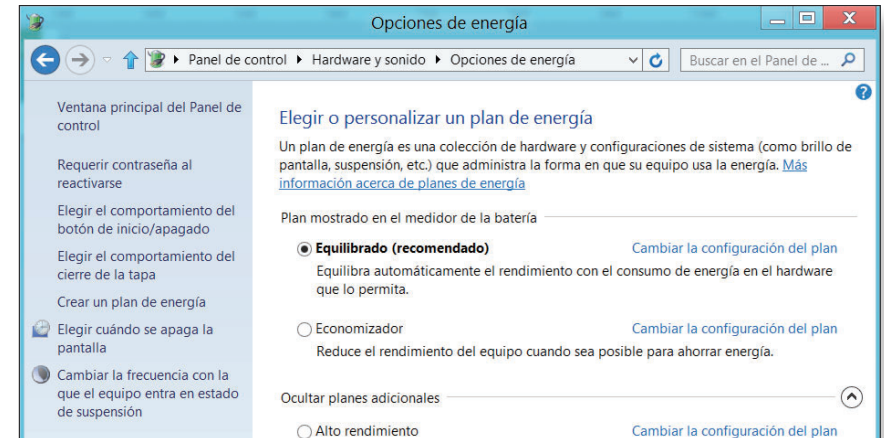 Opciones de energía
Panel de control ▸ Hardware y sonido ▸ Opciones de energía
Buscar en el Panel de ...
Ventana principal del Panel de
control
Requerir contraseña al
reactivarse
Elegir el comportamiento del
botón de inicio/apagado
Elegir el comportamiento del
cierre de la tapa
Crear un plan de energía
Elegir cuándo se apaga la
pantalla
Cambiar la frecuencia con la
que el equipo entra en estado
de suspensión
Elegir o personalizar un plan de energía
Un plan de energía es una colección de hardware y configuraciones de sistema (como brillo de
pantalla, suspensión, etc.) que administra la forma en que su equipo usa la energía. Más
información acerca de planes de energía
Plan mostrado en el medidor de la batería
Equilibrado (recomendado) Cambiar la configuración del plan
Equilibra automáticamente el rendimiento con el consumo de energía en el hardware
que lo permita.
Economizador Cambiar la configuración del plan
Reduce el rendimiento del equipo cuando sea posible para ahorrar energía.
Ocultar planes adicionales
Alto rendimiento Cambiar la configuración del plan